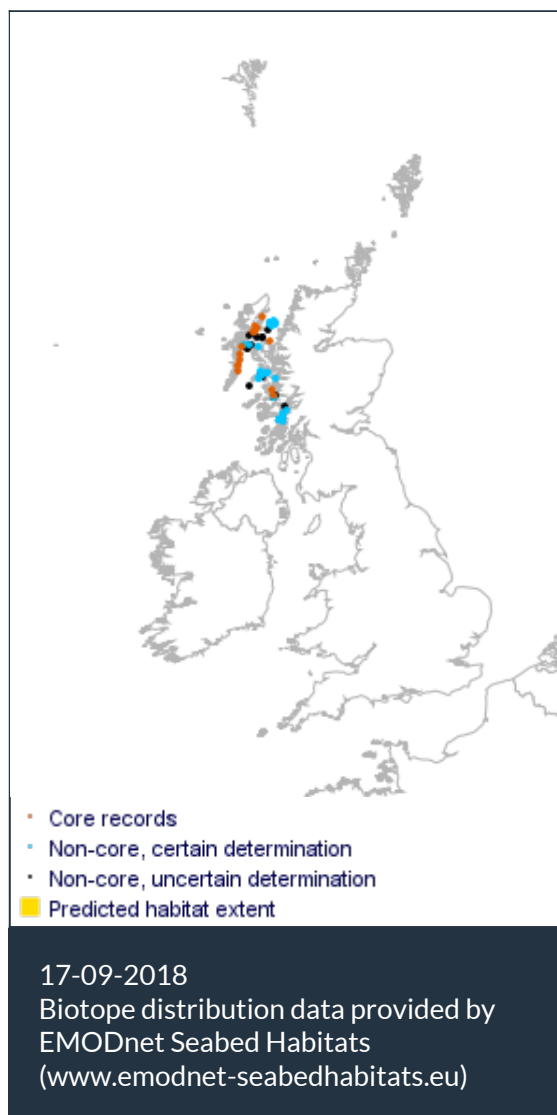 Core records
Non-core, certain determination
Non-core, uncertain determination
Predicted habitat extent
17-09-2018
Biotope distribution data provided by
EMODnet Seabed Habitats
(www.emodnet-seabedhabitats.eu)